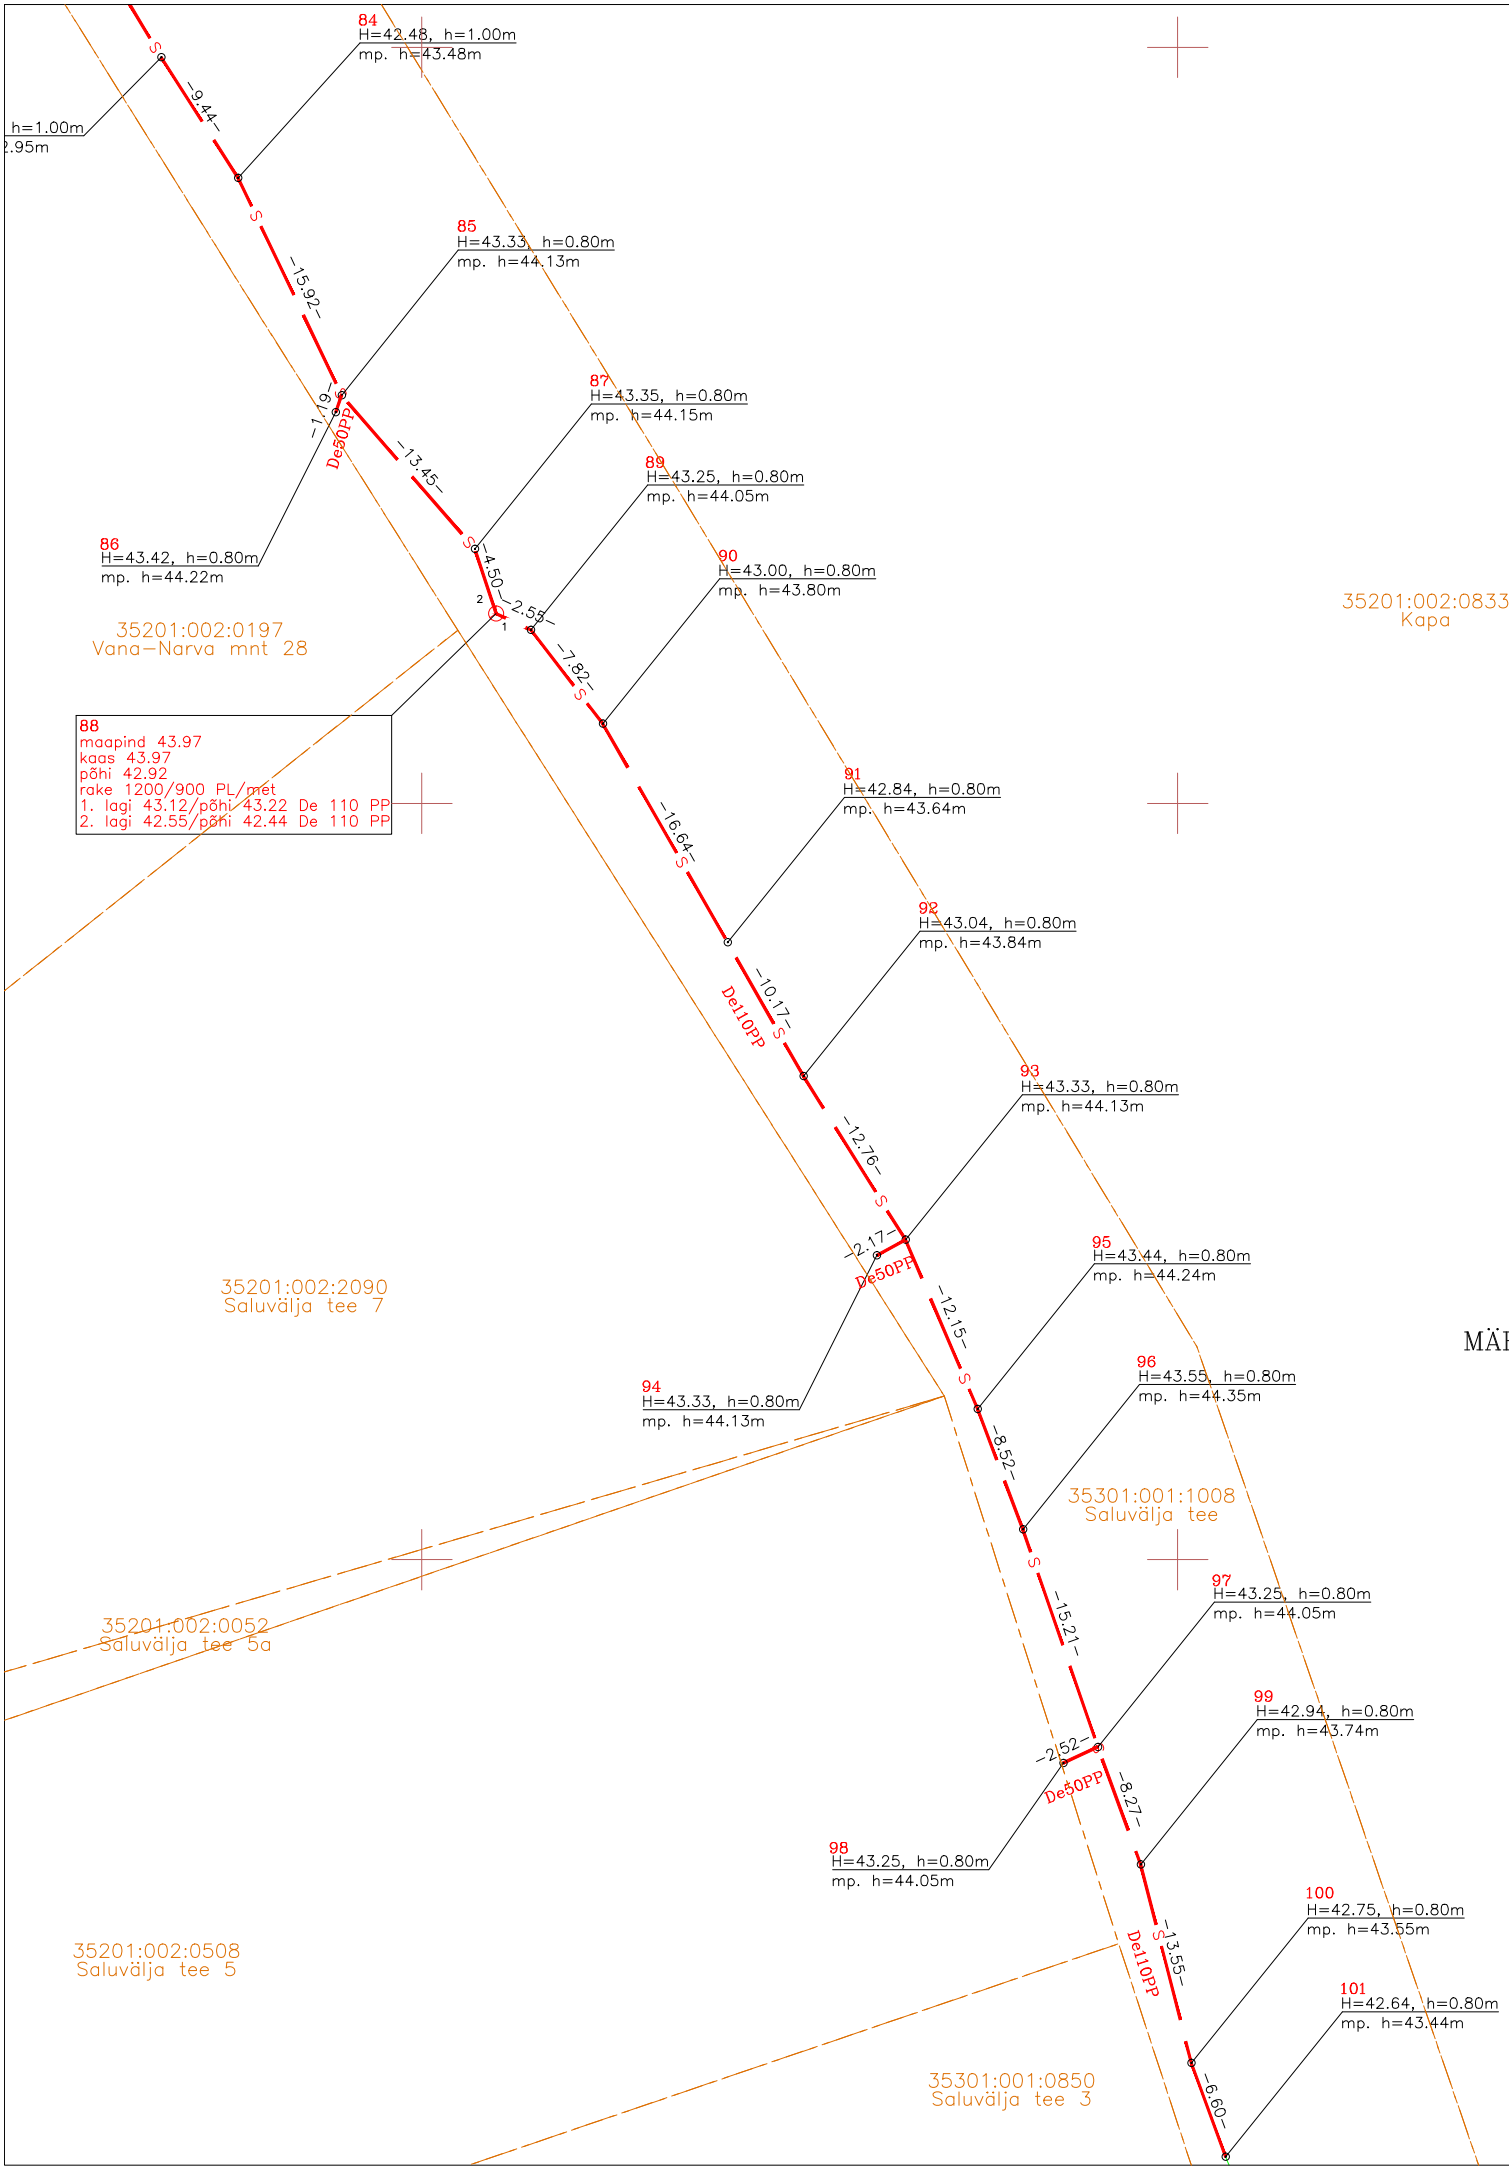 84
H=42.48, h=1.00m
mp. h=43.48m
S
-9.44-
h=1.00m
2.95m
S
85
H=43.33, h=0.80m
mp. h=44.13m
-15.92-
S
-1.19-
De50PP
87
H=43.35, h=0.80m
mp. h=44.15m
-13.45-
89
H=43.25, h=0.80m
mp. h=44.05m
86
H=43.42, h=0.80m
mp. h=44.22m
S
-4.50-
90
H=43.00, h=0.80m
mp. h=43.80m
2
1
-2.55-
35201:002:0833
Kapa
35201:002:0197
Vana-Narva mnt 28
-7.82-
S
88
maapind 43.97
kaas 43.97
põhi 42.92
rake 1200/900 PL/met
1. lagi 43.12/põhi 43.22 De 110 PP
2. lagi 42.55/põhi 42.44 De 110 PP
91
H=42.84, h=0.80m
mp. h=43.64m
-16.64-
S
92
H=43.04, h=0.80m
mp. h=43.84m
-10.17-
De110PP
S
93
H=43.33, h=0.80m
mp. h=44.13m
-12.76-
S
-2.17-
De50PP
95
H=43.44, h=0.80m
mp. h=44.24m
35201:002:2090
Saluvälja tee 7
-12.15-
S
96
H=43.55, h=0.80m
mp. h=44.35m
94
H=43.33, h=0.80m
mp. h=44.13m
-8.52-
35301:001:1008
Saluvälja tee
S
97
H=43.25, h=0.80m
mp. h=44.05m
35201:002:0052
Saluvälja tee 5a
-15.21-
99
H=42.94, h=0.80m
mp. h=43.74m
-2.52-
S
De50PP
-8.27-
98
H=43.25, h=0.80m
mp. h=44.05m
100
H=42.75, h=0.80m
mp. h=43.55m
S
-13.55-
De110PP
35201:002:0508
Saluvälja tee 5
101
H=42.64, h=0.80m
mp. h=43.44m
35301:001:0850
Saluvälja tee 3
-6.60-